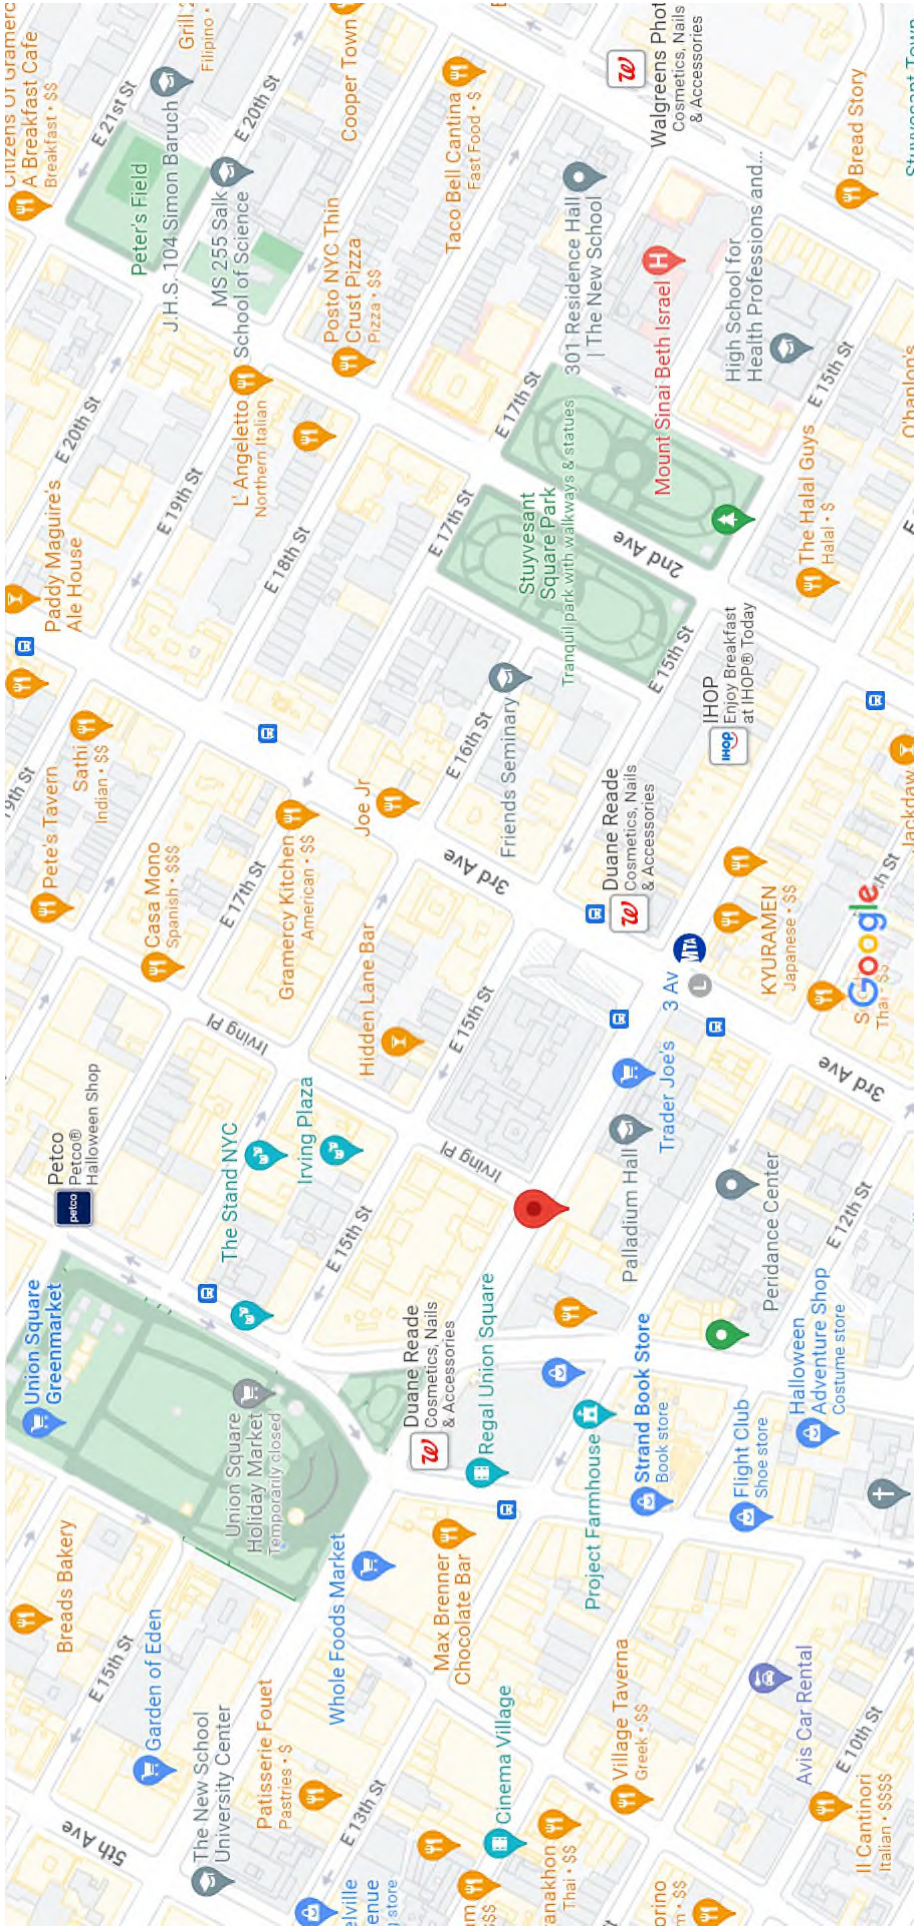 5th Ave
E 15th St
Breads Bakery
Garden of Eden
The New School
University Center
Patisserie Fouet
Pastries • $
E 13th St
Whole Foods Market
Max Brenner
Chocolate Bar
Cinema Village
Thai • $$
Village Taverna
Greek • $$
Avis Car Rental
E 10th St
Il Cantinori
Italian • $$$$
Union Square
Greenmarket
Union Square
Holiday Market
Temporarily closed
Duane Reade
Cosmetics, Nails
& Accessories
Regal Union Square
Project Farmhouse
Strand Book Store
Book store
Flight Club
Shoe store
Halloween
Adventure Shop
Costume store
Petco
petco
Petco®
Halloween Shop
The Stand NYC
Irving Plaza
E 15th St
Irving Pl
Palladium Hall
Trader Joe's
Peridance Center
E 12th St
3rd Ave
Pete's Tavern
Sathi
Indian • $$
Casa Mono
Spanish • $$$
E 17th St
Irving Pl
Gramercy Kitchen
American • $$
Hidden Lane Bar
Joe Jr
E 15th St
3rd Ave
E 16th St
Friends Seminary
Duane Reade
Cosmetics, Nails
& Accessories
3 Av
MTA
L
KYURAMEN
Japanese • $$
Thai • $$
Google
IHOP
IHOP
Enjoy Breakfast
at IHOP® Today
Jackdaw
Paddy Maguire's
Ale House
E 20th St
E 19th St
E 18th St
E 17th St
L' Angeletto
Northern Italian
Stuyvesant
Square Park
Tranquil park with walkways & statues
E 15th St
2nd Ave
E 17th St
The Halal Guys
Halal • $
E 15th St
O'hanlon's
A Breakfast Cafe
Breakfast • $$
E 21st St
Peter's Field
J.H.S. 104 Simon Baruch
MS 255 Salk
School of Science
E 20th St
Filipino •
Posto NYC Thin
Crust Pizza
Pizza • $$
Cooper Town
Taco Bell Cantina
Fast Food • $
301 Residence Hall
| The New School
Mount Sinai Beth Israel
H
High School for
Health Professions and...
Walgreens Phot
Cosmetics, Nails
& Accessories
Bread Story